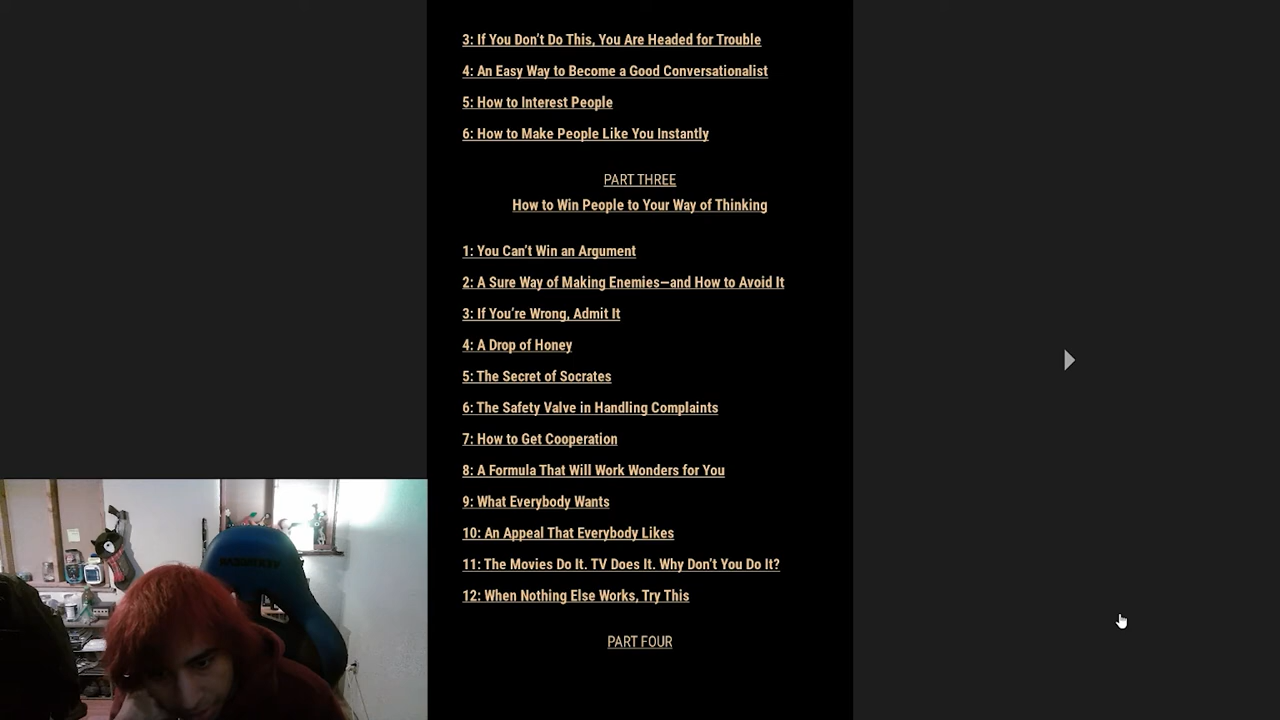 3: If You Don't Do This, You Are Headed for Trouble
4: An Easy Way to Become a Good Conversationalist
5: How to Interest People
6: How to Make People Like You Instantly
PART THREE
How to Win People to Your Way of Thinking
1: You Can't Win an Argument
2: A Sure Way of Making Enemies—and How to Avoid It
3: If You're Wrong, Admit It
4: A Drop of Honey
5: The Secret of Socrates
6: The Safety Valve in Handling Complaints
7: How to Get Cooperation
8: A Formula That Will Work Wonders for You
9: What Everybody Wants
10: An Appeal That Everybody Likes
11: The Movies Do It. TV Does It. Why Don't You Do It?
12: When Nothing Else Works, Try This
PART FOUR